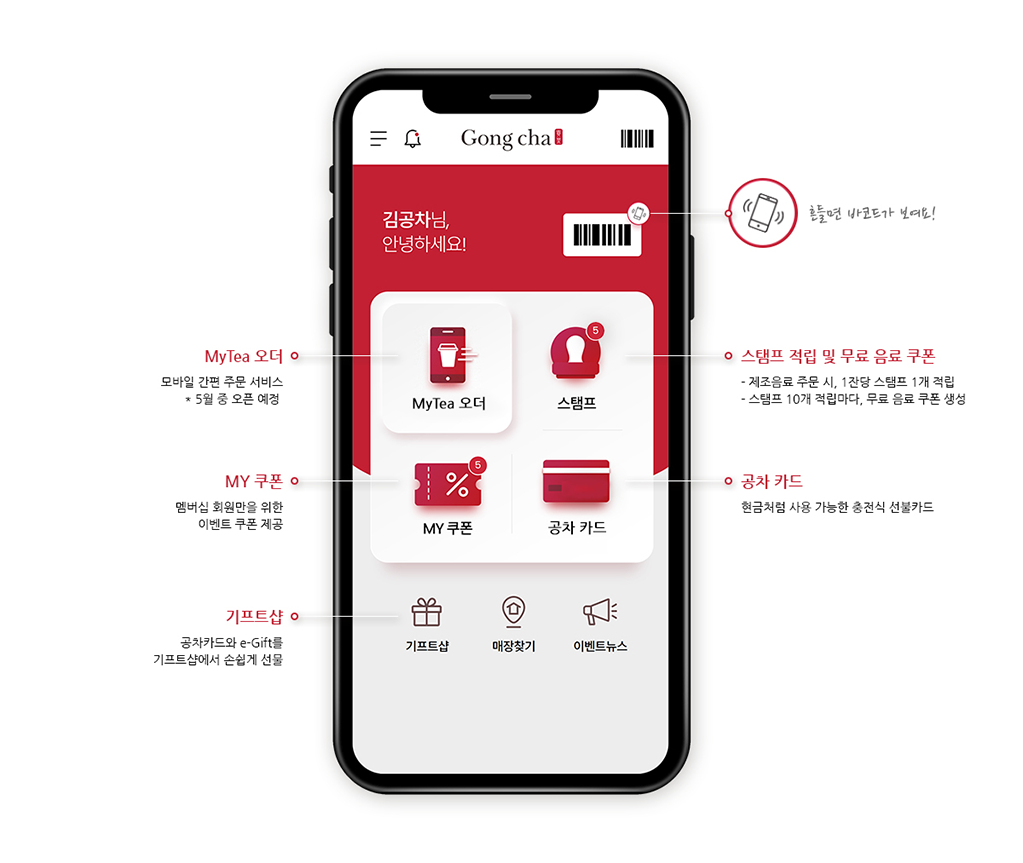 Gong cha 貢茶
김공차님,
안녕하세요!
흔들면 바코드가 보여요!
MyTea 오더
모바일 간편 주문 서비스
* 5월 중 오픈 예정
MyTea 오더
5
스탬프
스탬프 적립 및 무료 음료 쿠폰
- 제조음료 주문 시, 1잔당 스탬프 1개 적립
- 스탬프 10개 적립마다, 무료 음료 쿠폰 생성
MY 쿠폰
멤버십 회원만을 위한
이벤트 쿠폰 제공
5
%
MY 쿠폰
공차 카드
공차 카드
현금처럼 사용 가능한 충전식 선불카드
기프트샵
공차카드와 e-Gift를
기프트샵에서 손쉽게 선물
기프트샵
매장찾기
이벤트뉴스